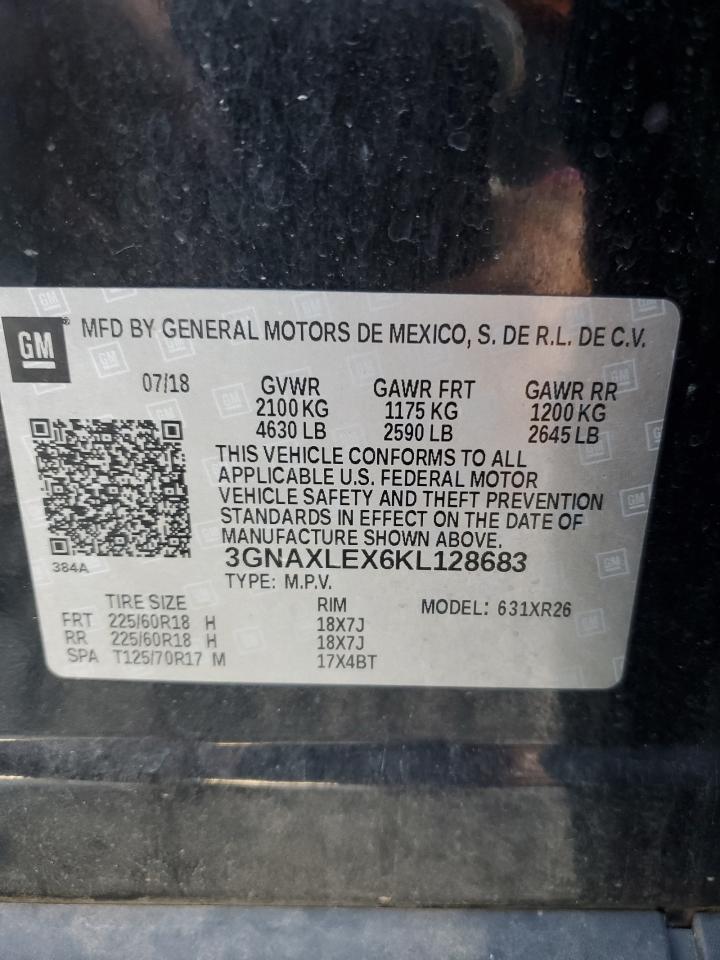 GM® MFD BY GENERAL MOTORS DE MEXICO, S. DE R.L. DE C.V.
07/18 GVWR GAWR FRT GAWR RR
2100 KG 1175 KG 1200 KG
4630 LB 2590 LB 2645 LB
THIS VEHICLE CONFORMS TO ALL
APPLICABLE U.S. FEDERAL MOTOR
VEHICLE SAFETY AND THEFT PREVENTION
STANDARDS IN EFFECT ON THE DATE OF
MANUFACTURE SHOWN ABOVE.
384A 3GNAXLEX6KL128683
TYPE: M.P.V.
TIRE SIZE RIM MODEL: 631XR26
FRT 225/60R18 H 18X7J
RR 225/60R18 H 18X7J
SPA T125/70R17 M 17X4BT